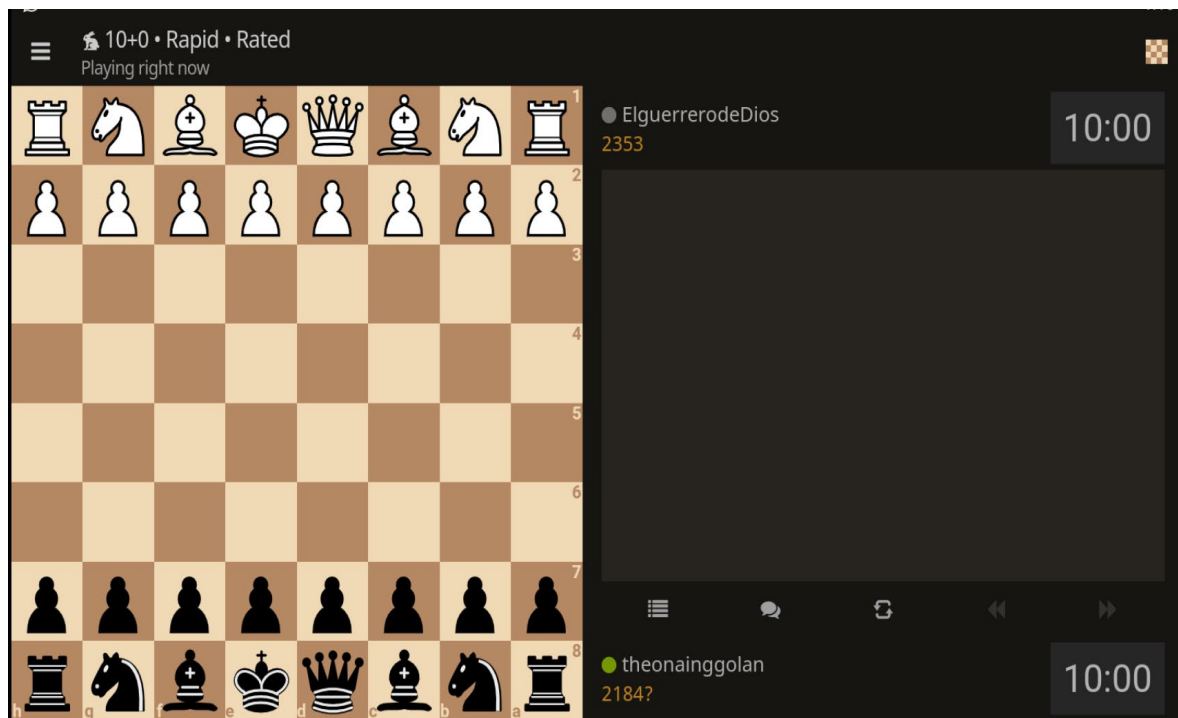 10+0 • Rapid • Rated
Playing right now
1
2
3
4
5
6
7
8
h g f e d c b a
ElguerrerodeDios
2353
10:00
theonainggolan
2184?
10:00